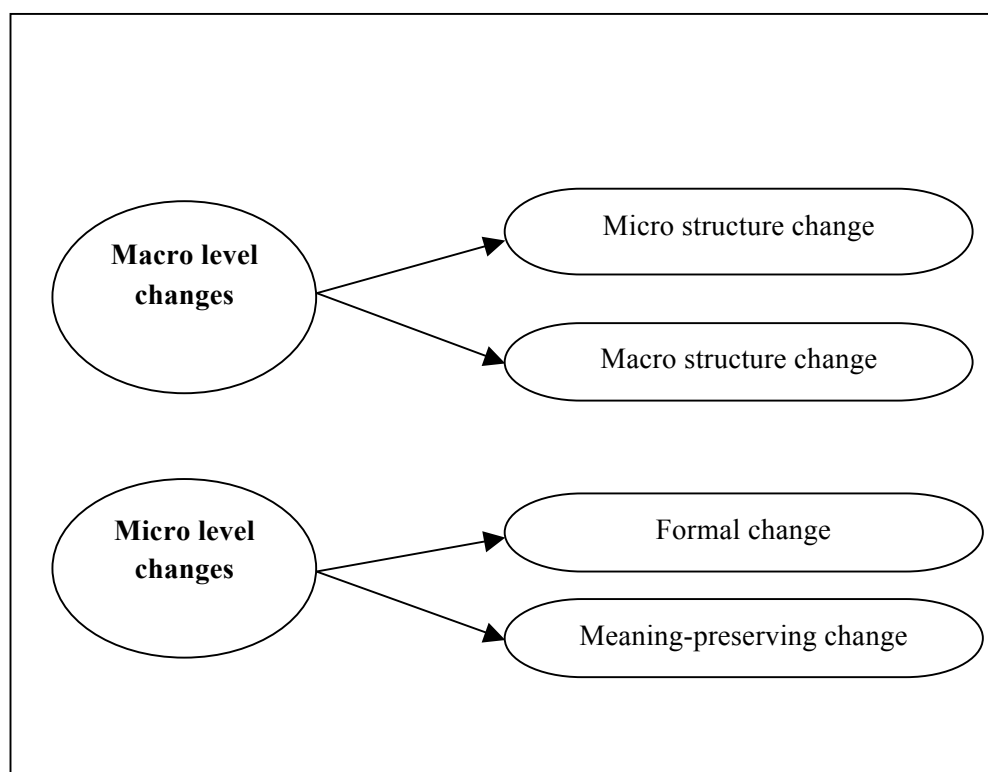 Macro level
changes
Micro structure change
Macro structure change
Micro level
changes
Formal change
Meaning-preserving change